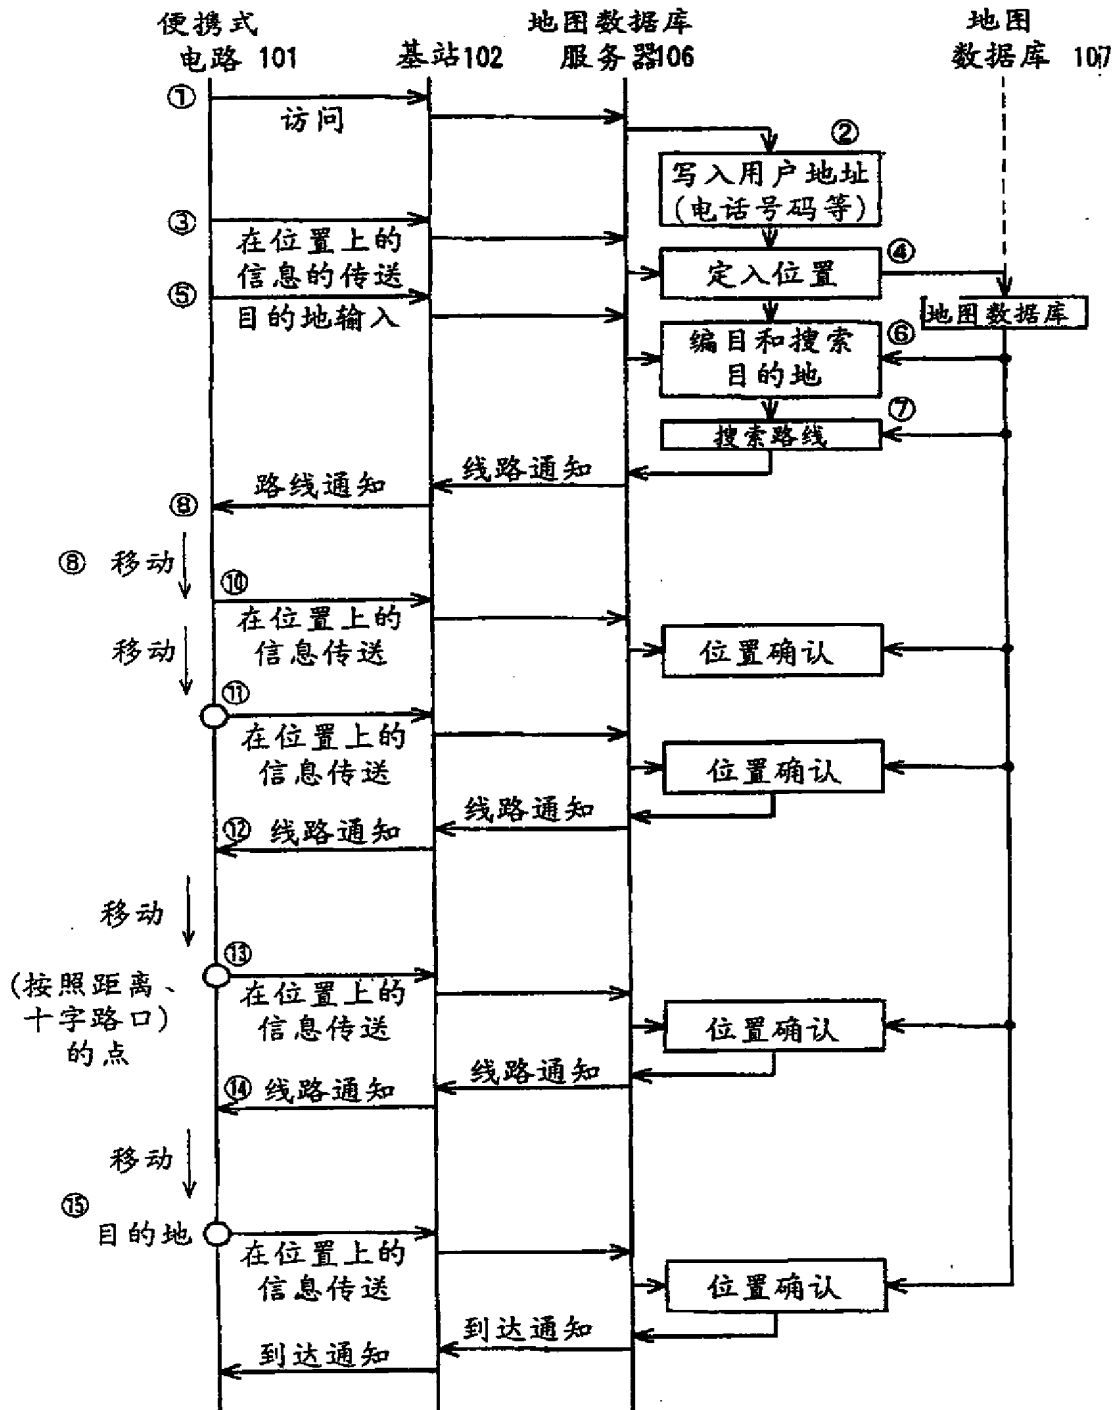 便携式
电路 101
基站102
地图数据库
服务器106
地图
数据库 107
①
访问
②
写入用户地址
(电话号码等)
③
在位置上的
信息的传送
④
定入位置
⑤
目的地输入
地图数据库
⑥
编目和搜索
目的地
⑦
搜索路线
线路通知
路线通知
⑧
⑧ 移动
⑩
在位置上的
信息传送
移动
位置确认
⑪
在位置上的
信息传送
位置确认
线路通知
⑫ 线路通知
移动
⑬
(按照距离、
十字路口)
的点
在位置上的
信息传送
位置确认
线路通知
⑭ 线路通知
移动
⑮
目的地
在位置上的
信息传送
位置确认
到达通知
到达通知